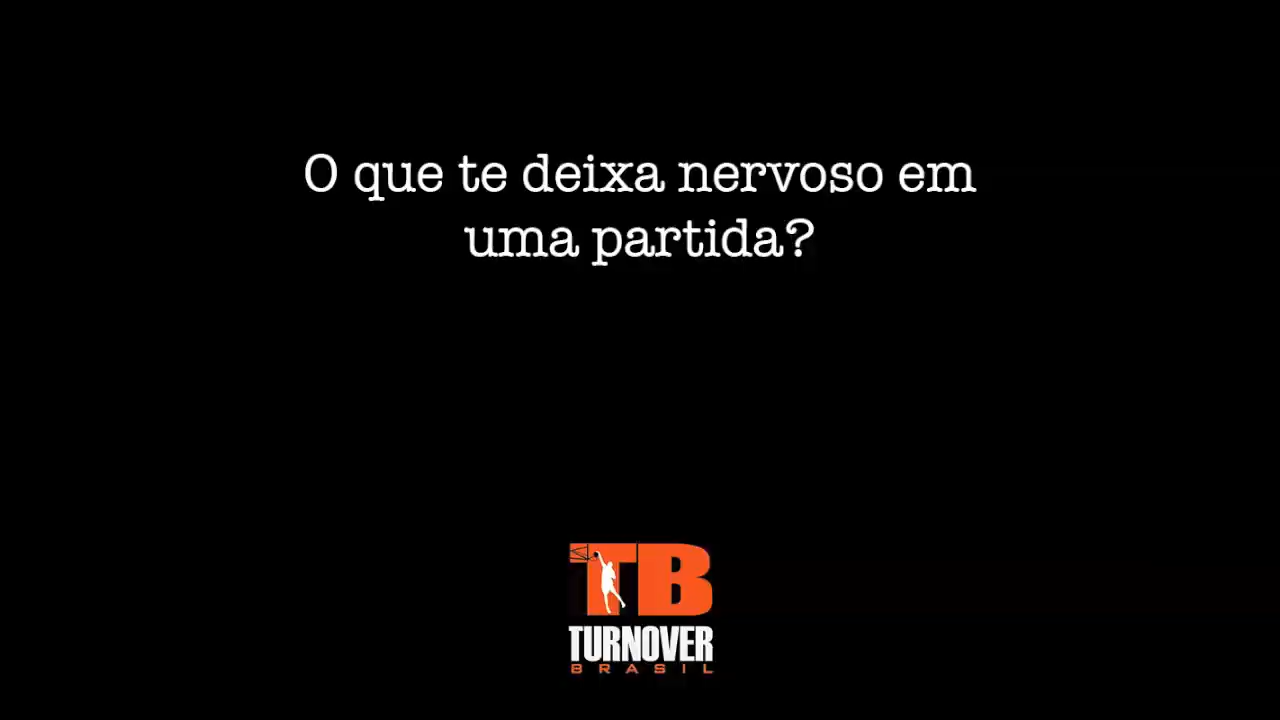 O que te deixa nervoso em
uma partida?
TB
TURNOVER
BRASIL